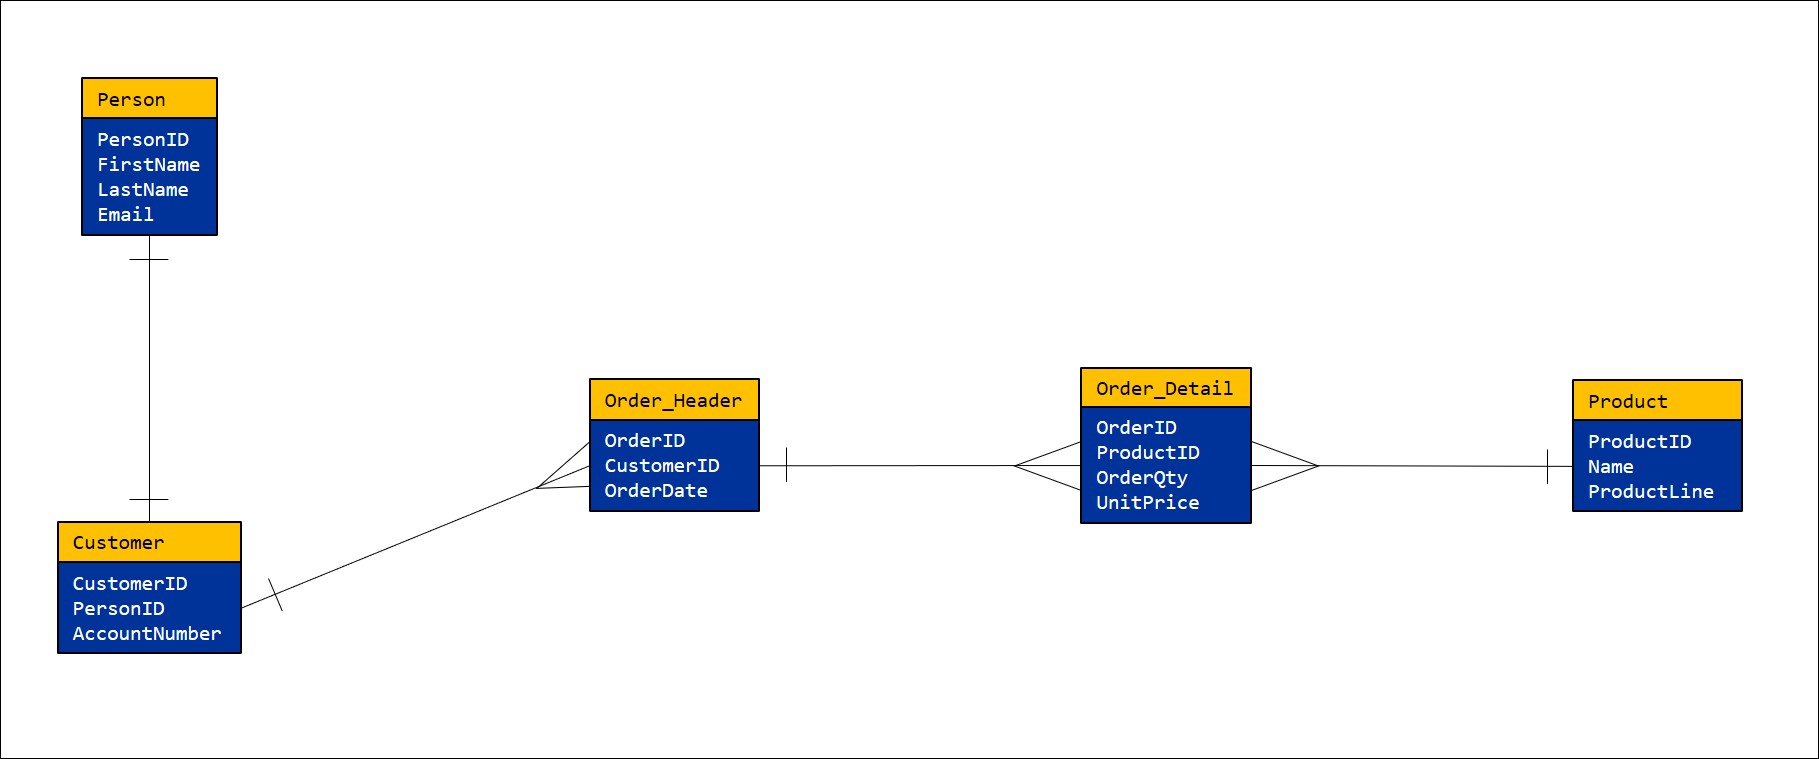 Person
PersonID
FirstName
LastName
Email
Customer
CustomerID
PersonID
AccountNumber
Order_Header
OrderID
CustomerID
OrderDate
Order_Detail
OrderID
ProductID
OrderQty
UnitPrice
Product
ProductID
Name
ProductLine